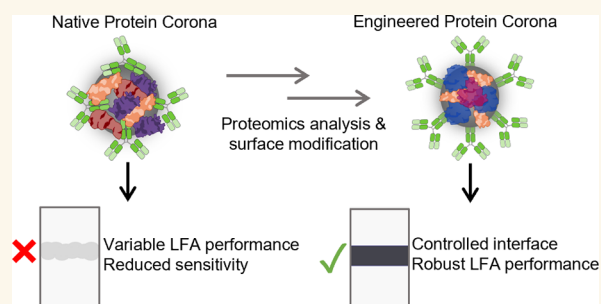 Native Protein Corona
Engineered Protein Corona
Proteomics analysis &
surface modification
Variable LFA performance
Reduced sensitivity
Controlled interface
Robust LFA performance